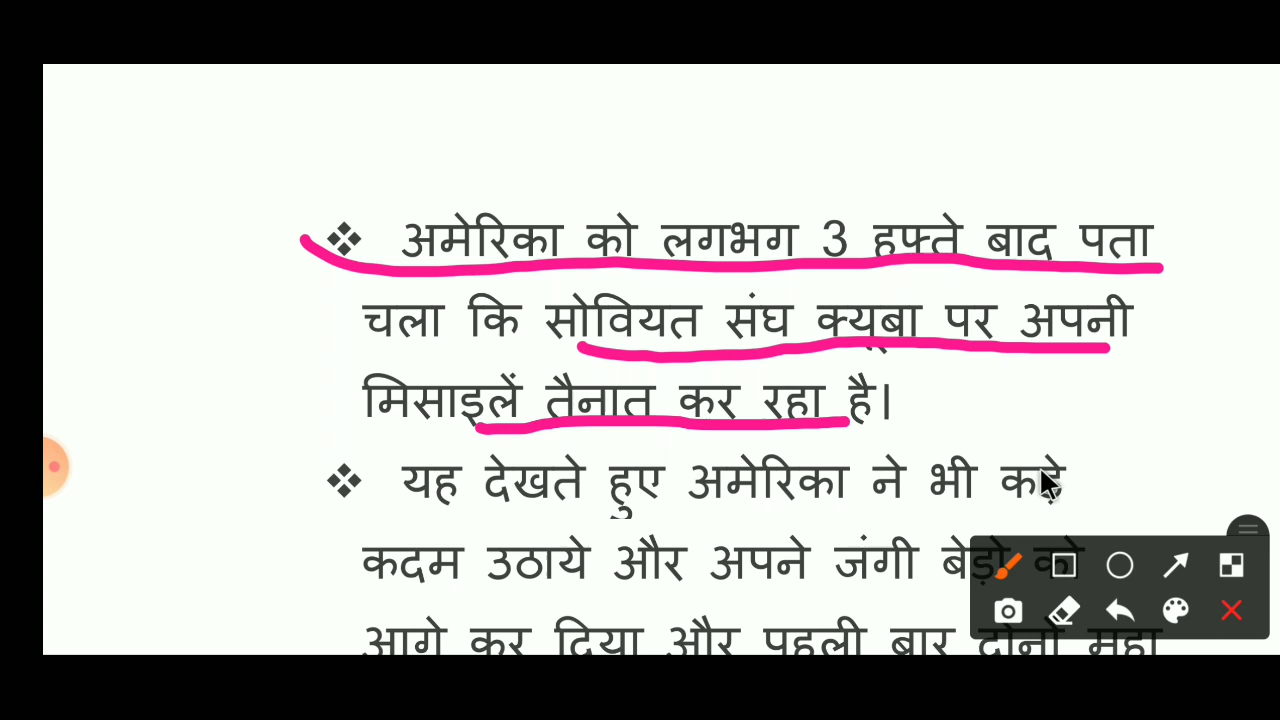 ❖ अमेरिका को लगभग 3 हफ्ते बाद पता
चला कि सोवियत संघ क्यूबा पर अपनी
मिसाइलें तैनात कर रहा है।
❖ यह देखते हुए अमेरिका ने भी कड़े
कदम उठाये और अपने जंगी बेड़ो को
आगे कर दिया और पहली बार दोनों महा